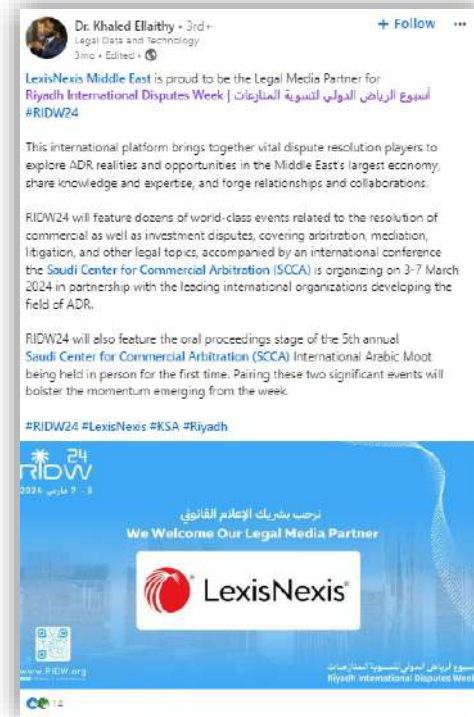 Dr. Khaled Ellaithy • 3rd+
+ Follow
...
Legal Data and Technology
3mo • Edited •
LexisNexis Middle East is proud to be the Legal Media Partner for
Riyadh International Disputes Week | أسبوع الرياض الدولي لتسوية المنازعات
#RIDW24
This international platform brings together vital dispute resolution players to
explore ADR realities and opportunities in the Middle East's largest economy,
share knowledge and expertise, and forge relationships and collaborations.
RIDW24 will feature dozens of world-class events related to the resolution of
commercial as well as investment disputes, covering arbitration, mediation,
litigation, and other legal topics, accompanied by an international conference
the Saudi Center for Commercial Arbitration (SCCA) is organizing on 3-7 March
2024 in partnership with the leading international organizations developing the
field of ADR.
RIDW24 will also feature the oral proceedings stage of the 5th annual
Saudi Center for Commercial Arbitration (SCCA) International Arabic Moot
being held in person for the first time. Pairing these two significant events will
bolster the momentum emerging from the week.
#RIDW24 #LexisNexis #KSA #Riyadh
24
RIDW
3 - 7 مارس 2024
نرحب بشريك الإعلام القانوني
We Welcome Our Legal Media Partner
LexisNexis®
www.RIDW.org
أسبوع الرياض الدولي لتسوية المنازعات
Riyadh International Disputes Week